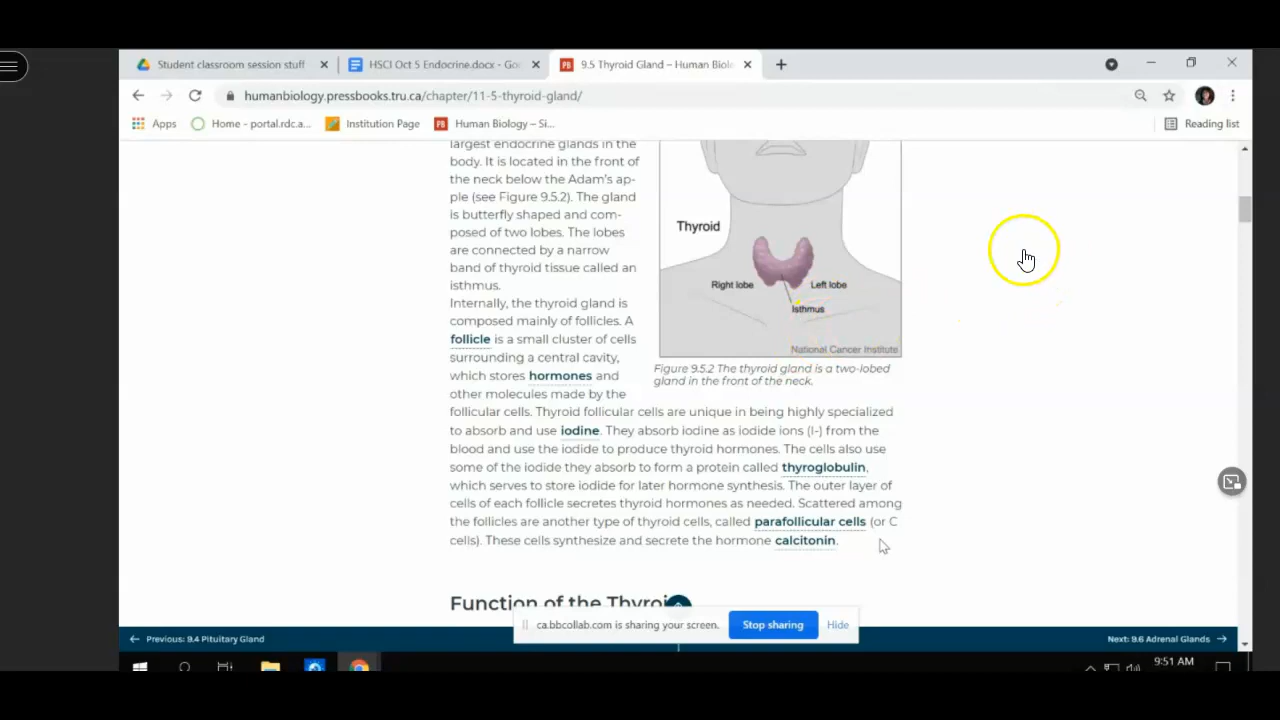 Student classroom session stuff
HSCI Oct 5 Endocrine.docx - Goo
9.5 Thyroid Gland – Human Biol
humanbiology.pressbooks.tru.ca/chapter/11-5-thyroid-gland/
Apps
Home - portal.rdc.a...
Institution Page
Human Biology – Si...
Reading list
largest endocrine glands in the
body. It is located in the front of
the neck below the Adam's ap-
ple (see Figure 9.5.2). The gland
is butterfly shaped and com-
posed of two lobes. The lobes
are connected by a narrow
band of thyroid tissue called an
isthmus.
Internally, the thyroid gland is
composed mainly of follicles. A
follicle is a small cluster of cells
surrounding a central cavity,
which stores hormones and
other molecules made by the
follicular cells. Thyroid follicular cells are unique in being highly specialized
to absorb and use iodine. They absorb iodine as iodide ions (I-) from the
blood and use the iodide to produce thyroid hormones. The cells also use
some of the iodide they absorb to form a protein called thyroglobulin,
which serves to store iodide for later hormone synthesis. The outer layer of
cells of each follicle secretes thyroid hormones as needed. Scattered among
the follicles are another type of thyroid cells, called parafollicular cells (or C
cells). These cells synthesize and secrete the hormone calcitonin.
Thyroid
Right lobe
Left lobe
Isthmus
National Cancer Institute
Figure 9.5.2 The thyroid gland is a two-lobed
gland in the front of the neck.
Function of the Thyroi
ca.bbcollab.com is sharing your screen.
Stop sharing
Hide
Previous: 9.4 Pituitary Gland
Next: 9.6 Adrenal Glands
9:51 AM